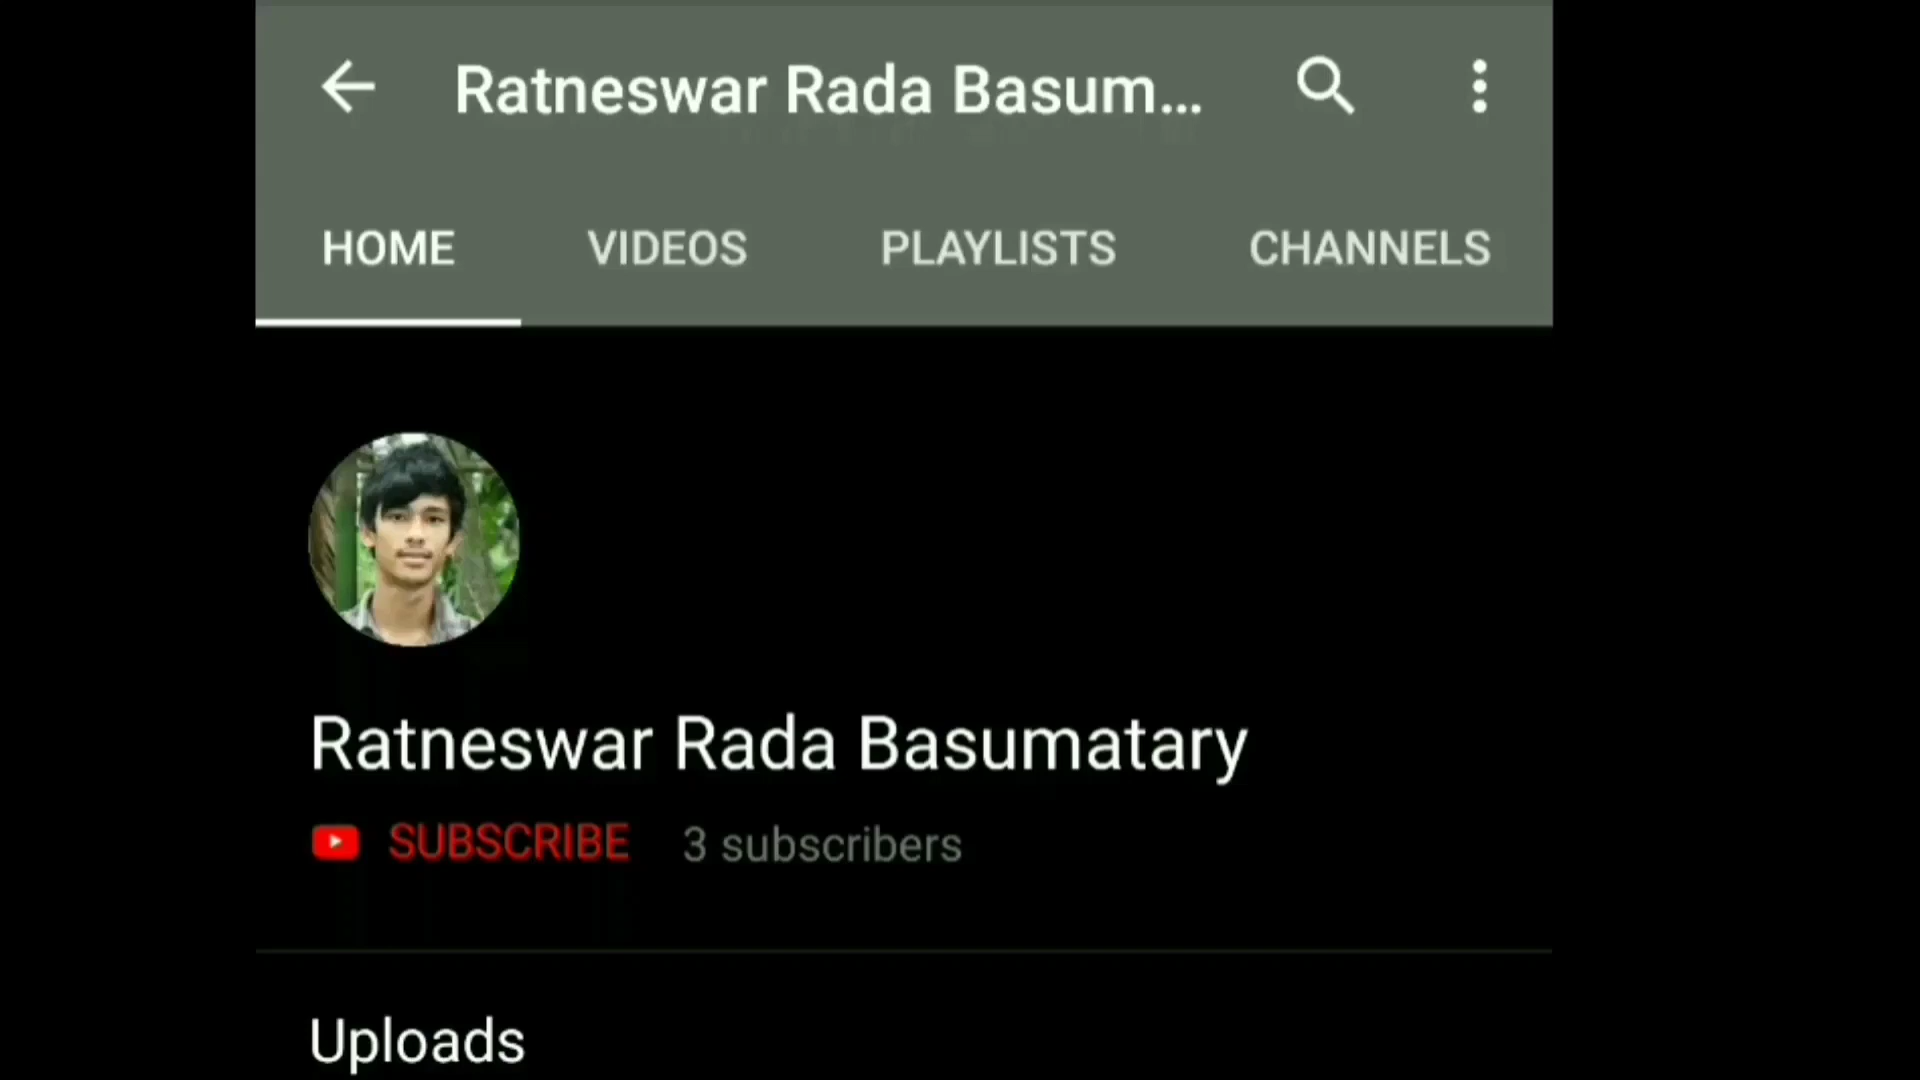 Ratneswar Rada Basum...
HOME VIDEOS PLAYLISTS CHANNELS
Ratneswar Rada Basumatary
SUBSCRIBE 3 subscribers
Uploads